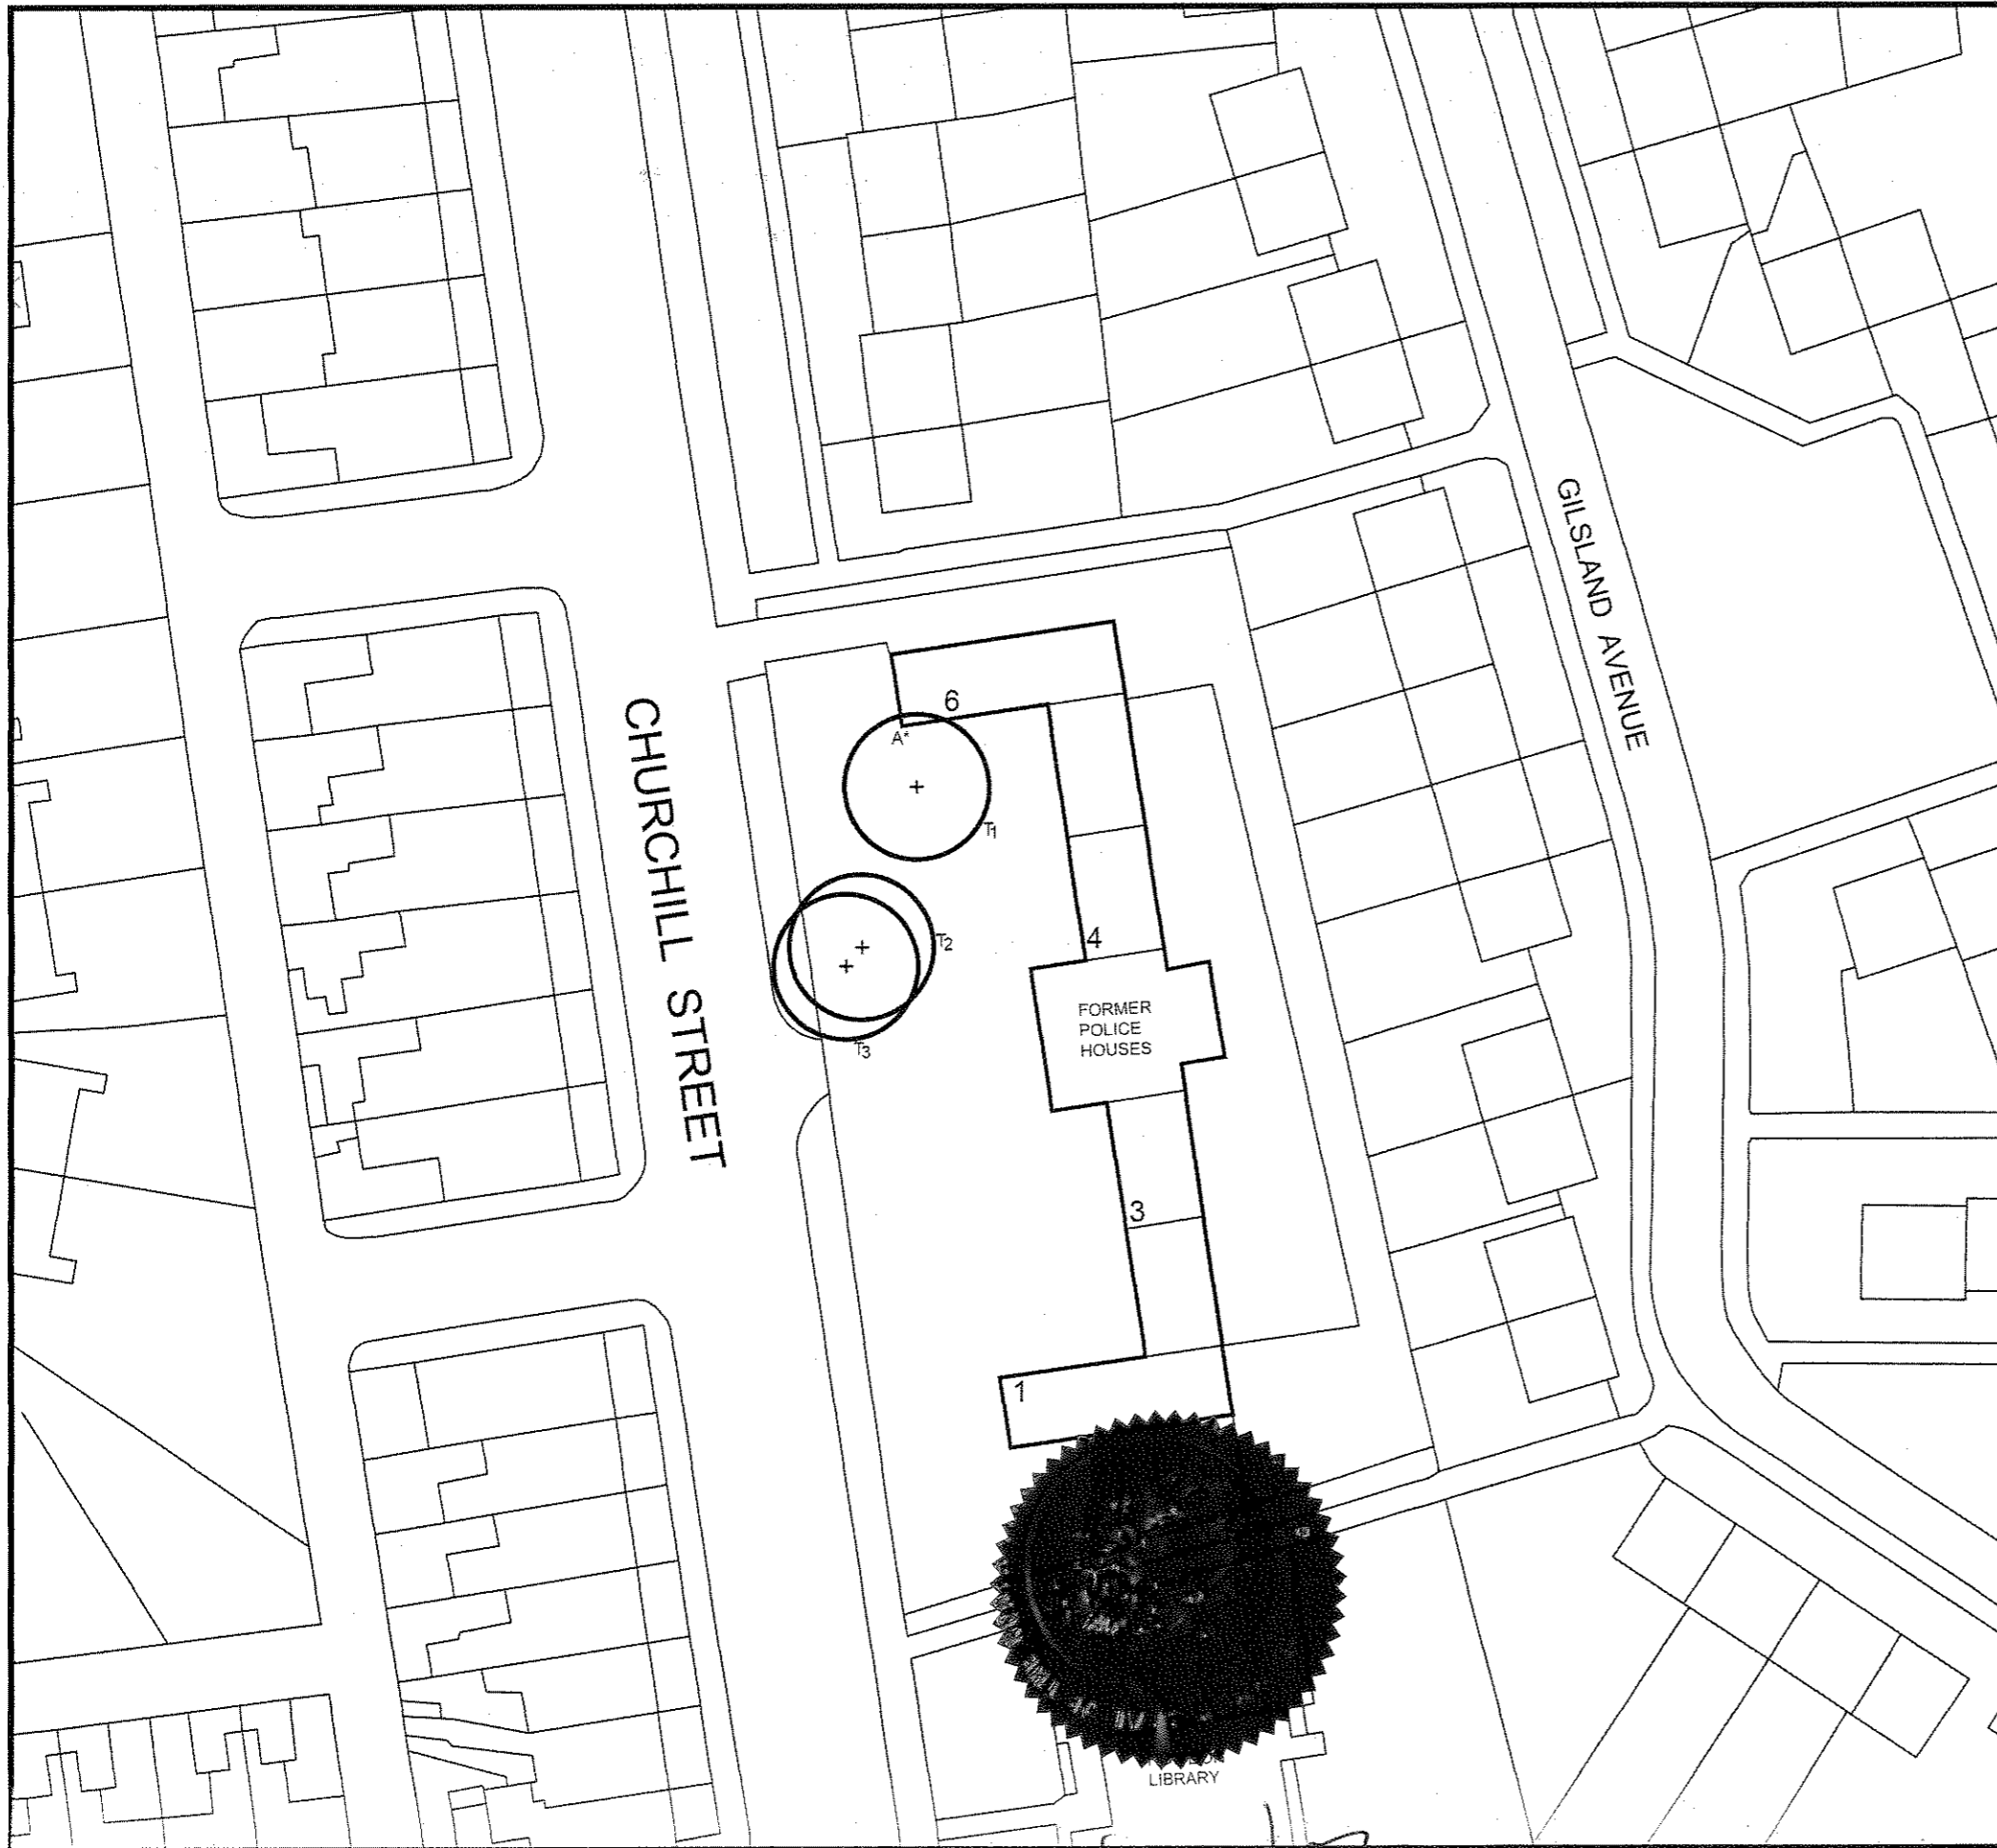 GILSLAND AVENUE
CHURCHILL STREET
6
A*
T1
T2
T3
4
FORMER
POLICE
HOUSES
3
1
LIBRARY